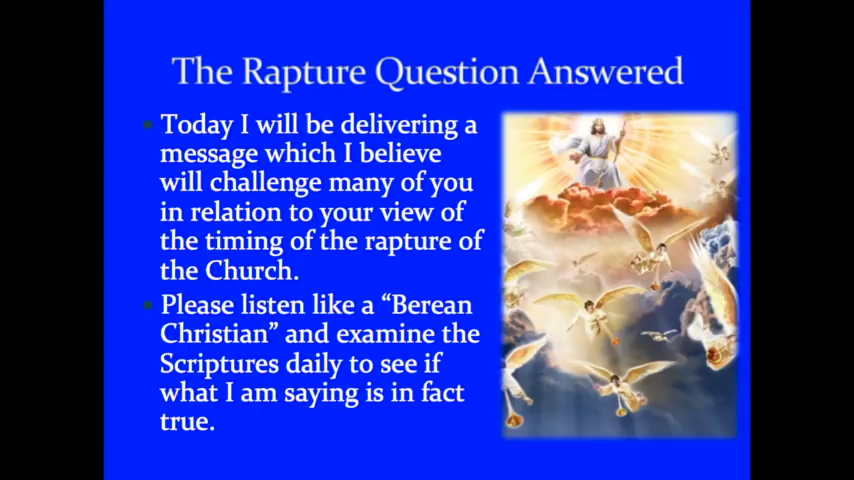 The Rapture Question Answered
• Today I will be delivering a
message which I believe
will challenge many of you
in relation to your view of
the timing of the rapture of
the Church.
• Please listen like a “Berean
Christian” and examine the
Scriptures daily to see if
what I am saying is in fact
true.